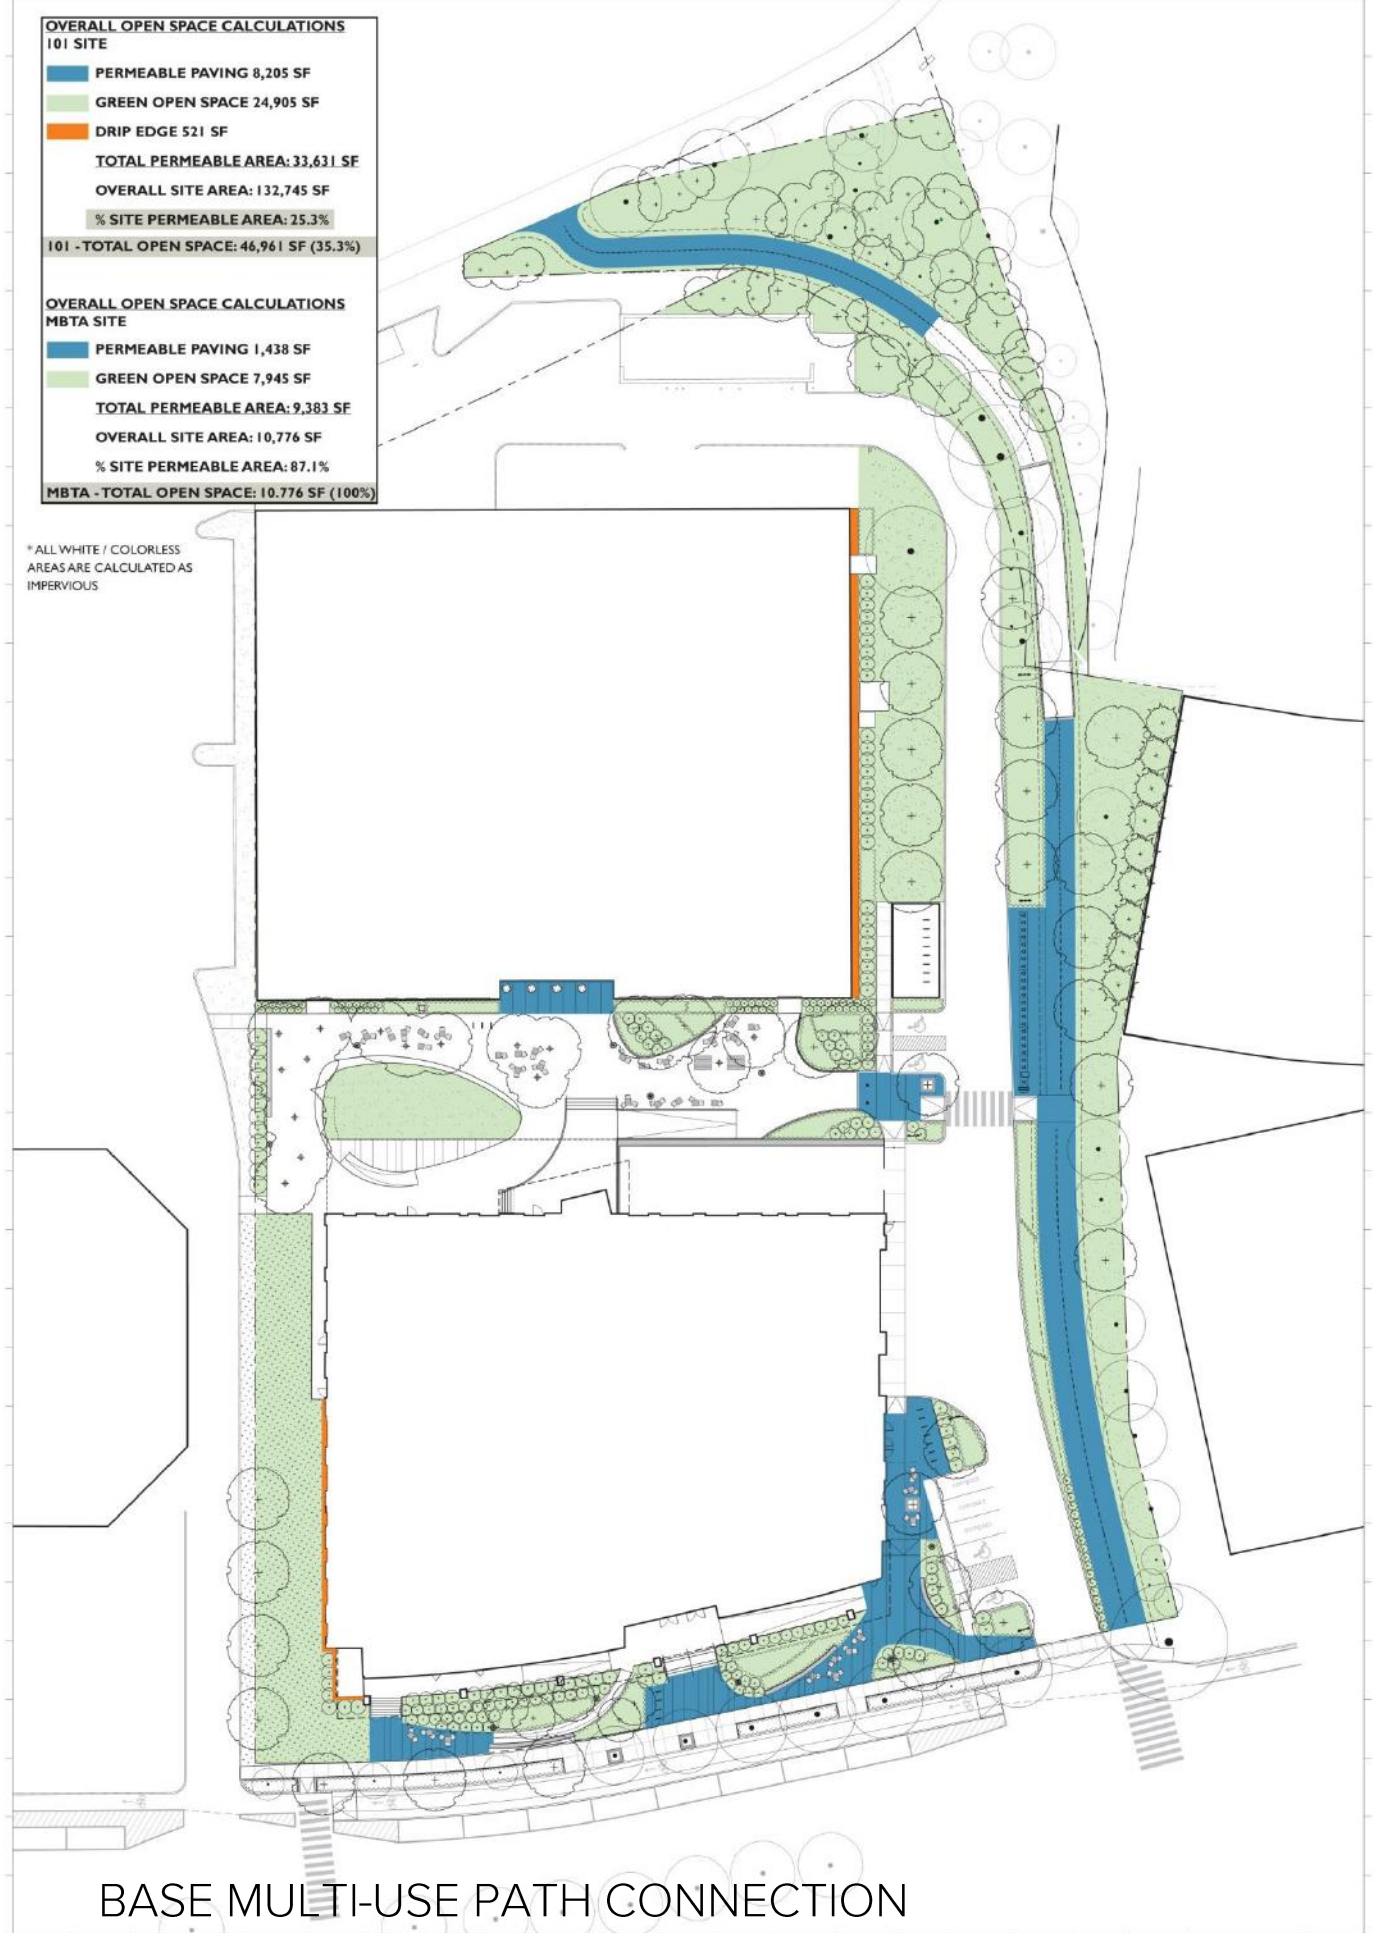 OVERALL OPEN SPACE CALCULATIONS
101 SITE
PERMEABLE PAVING 8,205 SF
GREEN OPEN SPACE 24,905 SF
DRIP EDGE 521 SF
TOTAL PERMEABLE AREA: 33,631 SF
OVERALL SITE AREA: 132,745 SF
% SITE PERMEABLE AREA: 25.3%
101 - TOTAL OPEN SPACE: 46,961 SF (35.3%)
OVERALL OPEN SPACE CALCULATIONS
MBTA SITE
PERMEABLE PAVING 1,438 SF
GREEN OPEN SPACE 7,945 SF
TOTAL PERMEABLE AREA: 9,383 SF
OVERALL SITE AREA: 10,776 SF
% SITE PERMEABLE AREA: 87.1%
MBTA - TOTAL OPEN SPACE: 10.776 SF (100%)
* ALL WHITE / COLORLESS
AREAS ARE CALCULATED AS
IMPERVIOUS
BASE MULTI-USE PATH CONNECTION